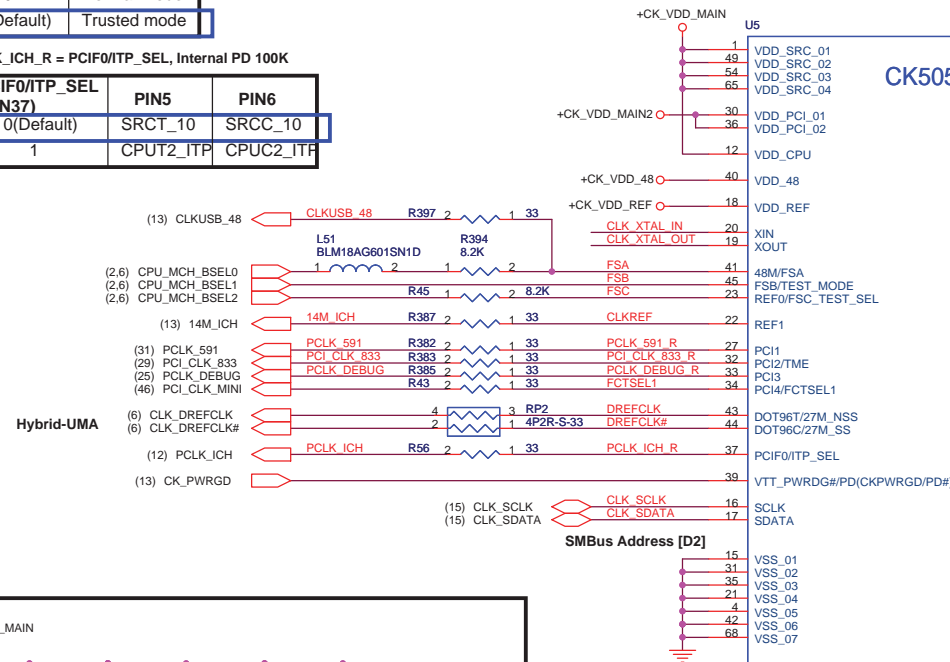 Default) Trusted mode
K_ICH_R = PCIF0/ITP_SEL, Internal PD 100K
IF0/ITP_SEL
N37) PIN5 PIN6
0(Default) SRCT_10 SRCC_10
1 CPUT2_ITP CPUC2_ITP
+CK_VDD_MAIN
U5
CK505
1 VDD_SRC_01
49 VDD_SRC_02
54 VDD_SRC_03
65 VDD_SRC_04
+CK_VDD_MAIN2 30 VDD_PCI_01
36 VDD_PCI_02
12 VDD_CPU
+CK_VDD_48 40 VDD_48
+CK_VDD_REF 18 VDD_REF
CLK_XTAL_IN 20 XIN
CLK_XTAL_OUT 19 XOUT
(13) CLKUSB_48 CLKUSB_48 R397 2 1 33
L51
BLM18AG601SN1D
R394
8.2K
(2,6) CPU_MCH_BSEL0 1 2 1 2 FSA 41 48M/FSA
(2,6) CPU_MCH_BSEL1 FSB 45 FSB/TEST_MODE
(2,6) CPU_MCH_BSEL2 R45 1 2 8.2K FSC 23 REF0/FSC_TEST_SEL
(13) 14M_ICH 14M_ICH R387 2 1 33 CLKREF 22 REF1
(31) PCLK_591 PCLK_591 R382 2 1 33 PCLK_591_R 27 PCI1
(29) PCI_CLK_833 PCI_CLK_833 R383 2 1 33 PCI_CLK_833_R 32 PCI2/TME
(25) PCLK_DEBUG PCLK_DEBUG R385 2 1 33 PCLK_DEBUG_R 33 PCI3
(46) PCI_CLK_MINI R43 2 1 33 FCTSEL1 34 PCI4/FCTSEL1
Hybrid-UMA
(6) CLK_DREFCLK 4 3 RP2 DREFCLK 43 DOT96T/27M_NSS
(6) CLK_DREFCLK# 2 1 4P2R-S-33 DREFCLK# 44 DOT96C/27M_SS
(12) PCLK_ICH PCLK_ICH R56 2 1 33 PCLK_ICH_R 37 PCIF0/ITP_SEL
(13) CK_PWRGD 39 VTT_PWRDG#/PD(CKPWRGD/PD#
(15) CLK_SCLK CLK_SCLK 16 SCLK
(15) CLK_SDATA CLK_SDATA 17 SDATA
SMBus Address [D2]
15 VSS_01
31 VSS_02
35 VSS_03
21 VSS_04
4 VSS_05
42 VSS_06
68 VSS_07
_MAIN